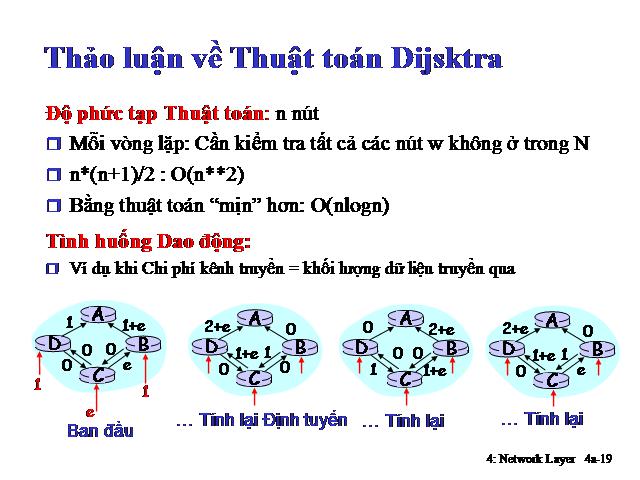 Thảo luận về Thuật toán Dijsktra
Độ phức tạp Thuật toán: n nút
Mỗi vòng lặp: Cần kiểm tra tất cả các nút w không ở trong N
n*(n+1)/2 : O(n**2)
Bằng thuật toán “mịn” hơn: O(nlogn)
Tình huống Dao động:
Ví dụ khi Chi phí kênh truyền = khối lượng dữ liệu truyền qua
A
1 1+e
D 0 0 B
0 C e
1 1
e
Ban đầu
A
2+e 0
D 1+e 1 B
0 C 0
… Tính lại Định tuyến
A
0 2+e
D 0 0 B
1 C 1+e
… Tính lại
A
2+e 0
D 1+e 1 B
0 C e
… Tính lại
4: Network Layer 4a-19